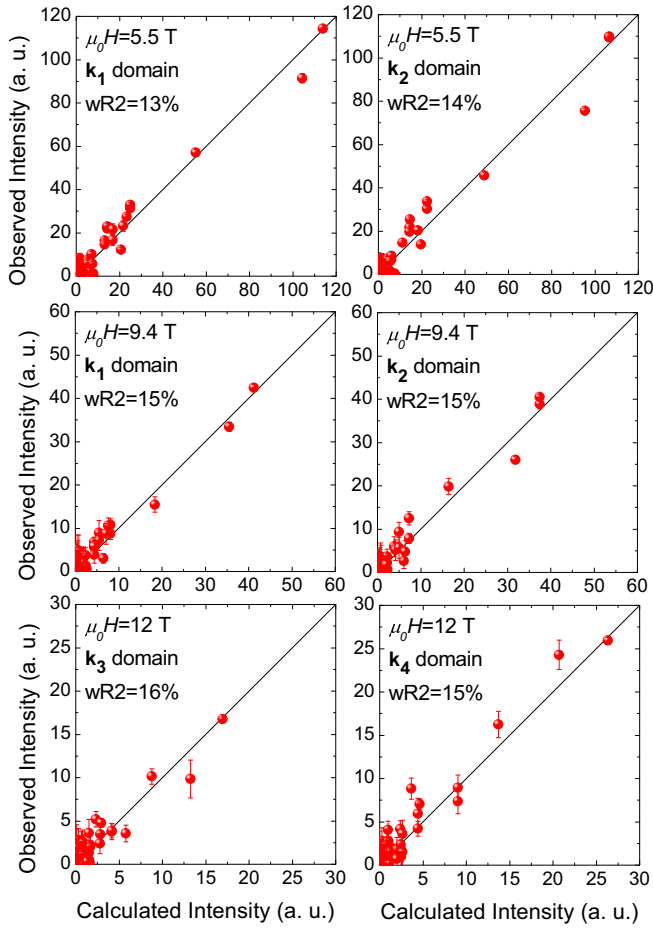 μ₀H=5.5 T
k₁ domain
wR2=13%
120
100
80
60
40
20
0
0 20 40 60 80 100 120
Observed Intensity (a. u.)
μ₀H=5.5 T
k₂ domain
wR2=14%
120
100
80
60
40
20
0
0 20 40 60 80 100 120
μ₀H=9.4 T
k₁ domain
wR2=15%
60
50
40
30
20
10
0
0 10 20 30 40 50 60
Observed Intensity (a. u.)
μ₀H=9.4 T
k₂ domain
wR2=15%
60
50
40
30
20
10
0
0 10 20 30 40 50 60
μ₀H=12 T
k₃ domain
wR2=16%
30
25
20
15
10
5
0
0 5 10 15 20 25 30
Observed Intensity (a. u.)
Calculated Intensity (a. u.)
μ₀H=12 T
k₄ domain
wR2=15%
30
25
20
15
10
5
0
0 5 10 15 20 25 30
Calculated Intensity (a. u.)